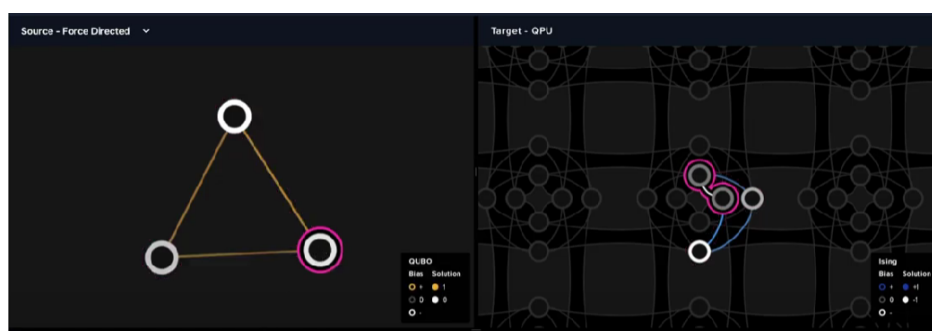 Source - Force Directed
Target - QPU
QUBO
Bias Solution
+ 1
0 0
-
Ising
Bias Solution
+ +1
0 -1
-